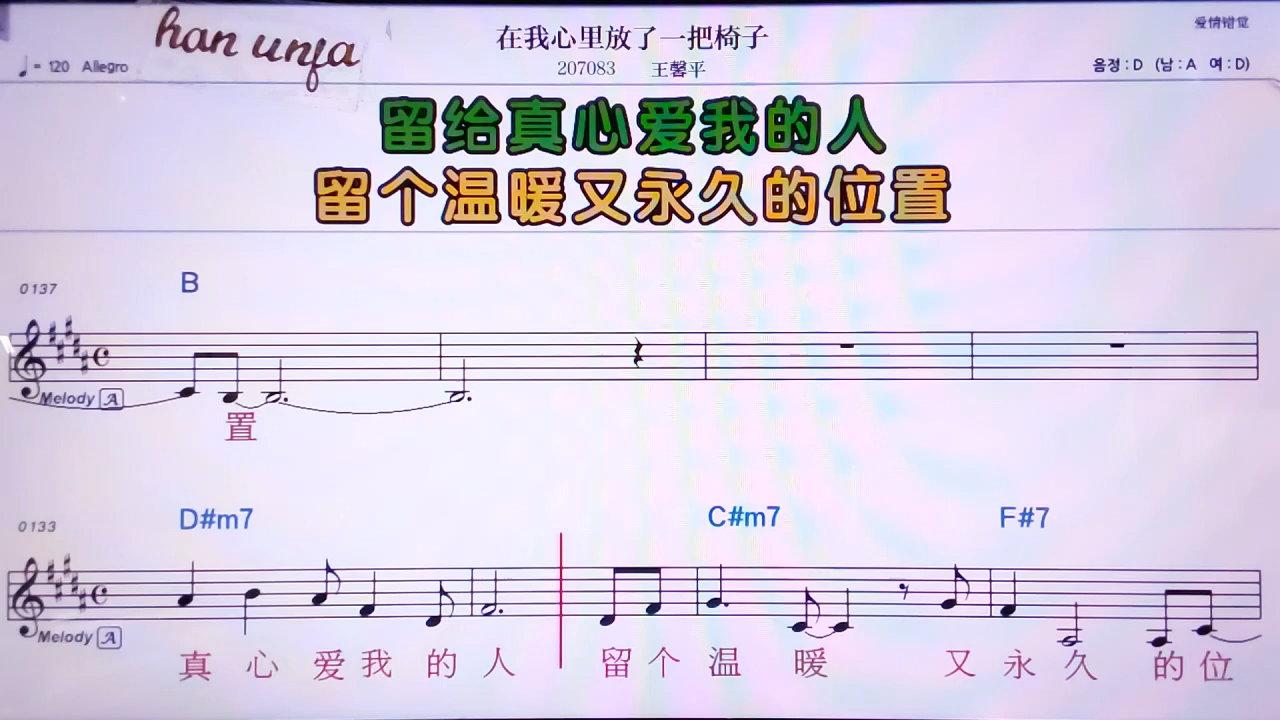 han unfa
在我心里放了一把椅子
爱情错觉
♩= 120 Allegro
207083 王馨平
음정 : D (남 : A 여 : D)
留给真心爱我的人
留个温暖又永久的位置
0137
B
Melody A
置
0133
D#m7 C#m7 F#7
Melody A
真 心 爱 我 的 人 留 个 温 暖 又 永 久 的 位